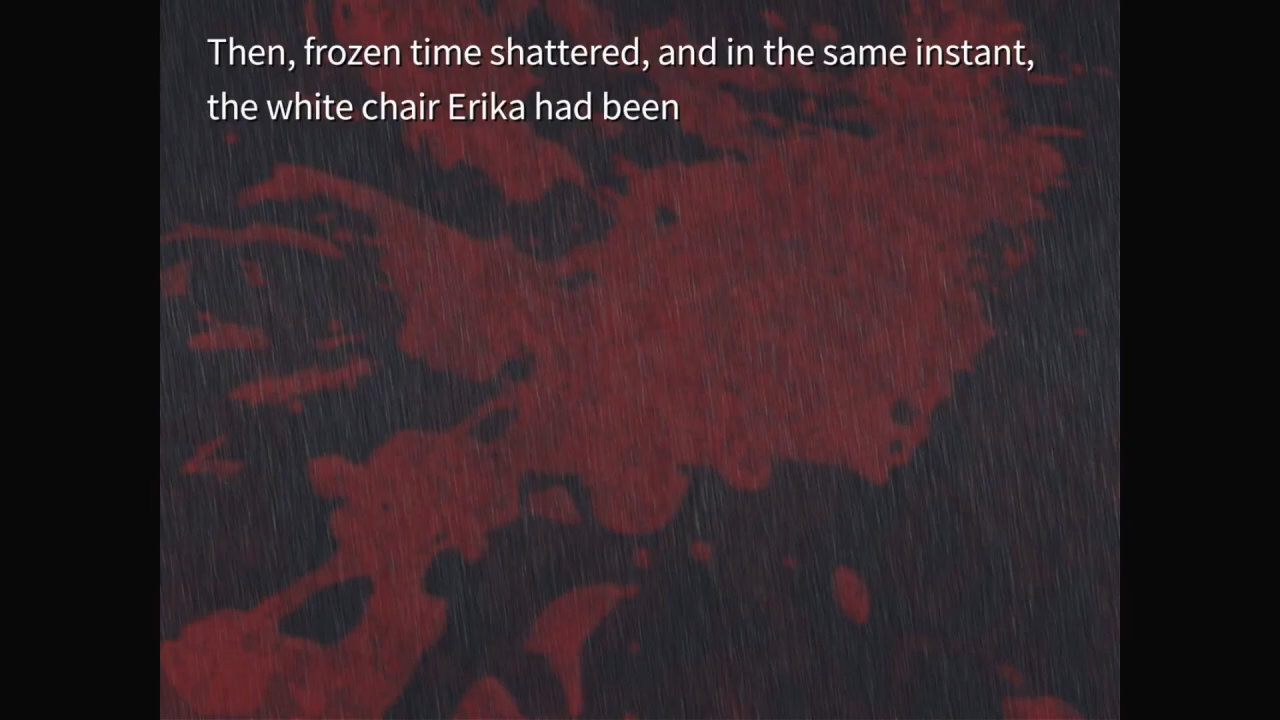 Then, frozen time shattered, and in the same instant,
the white chair Erika had been